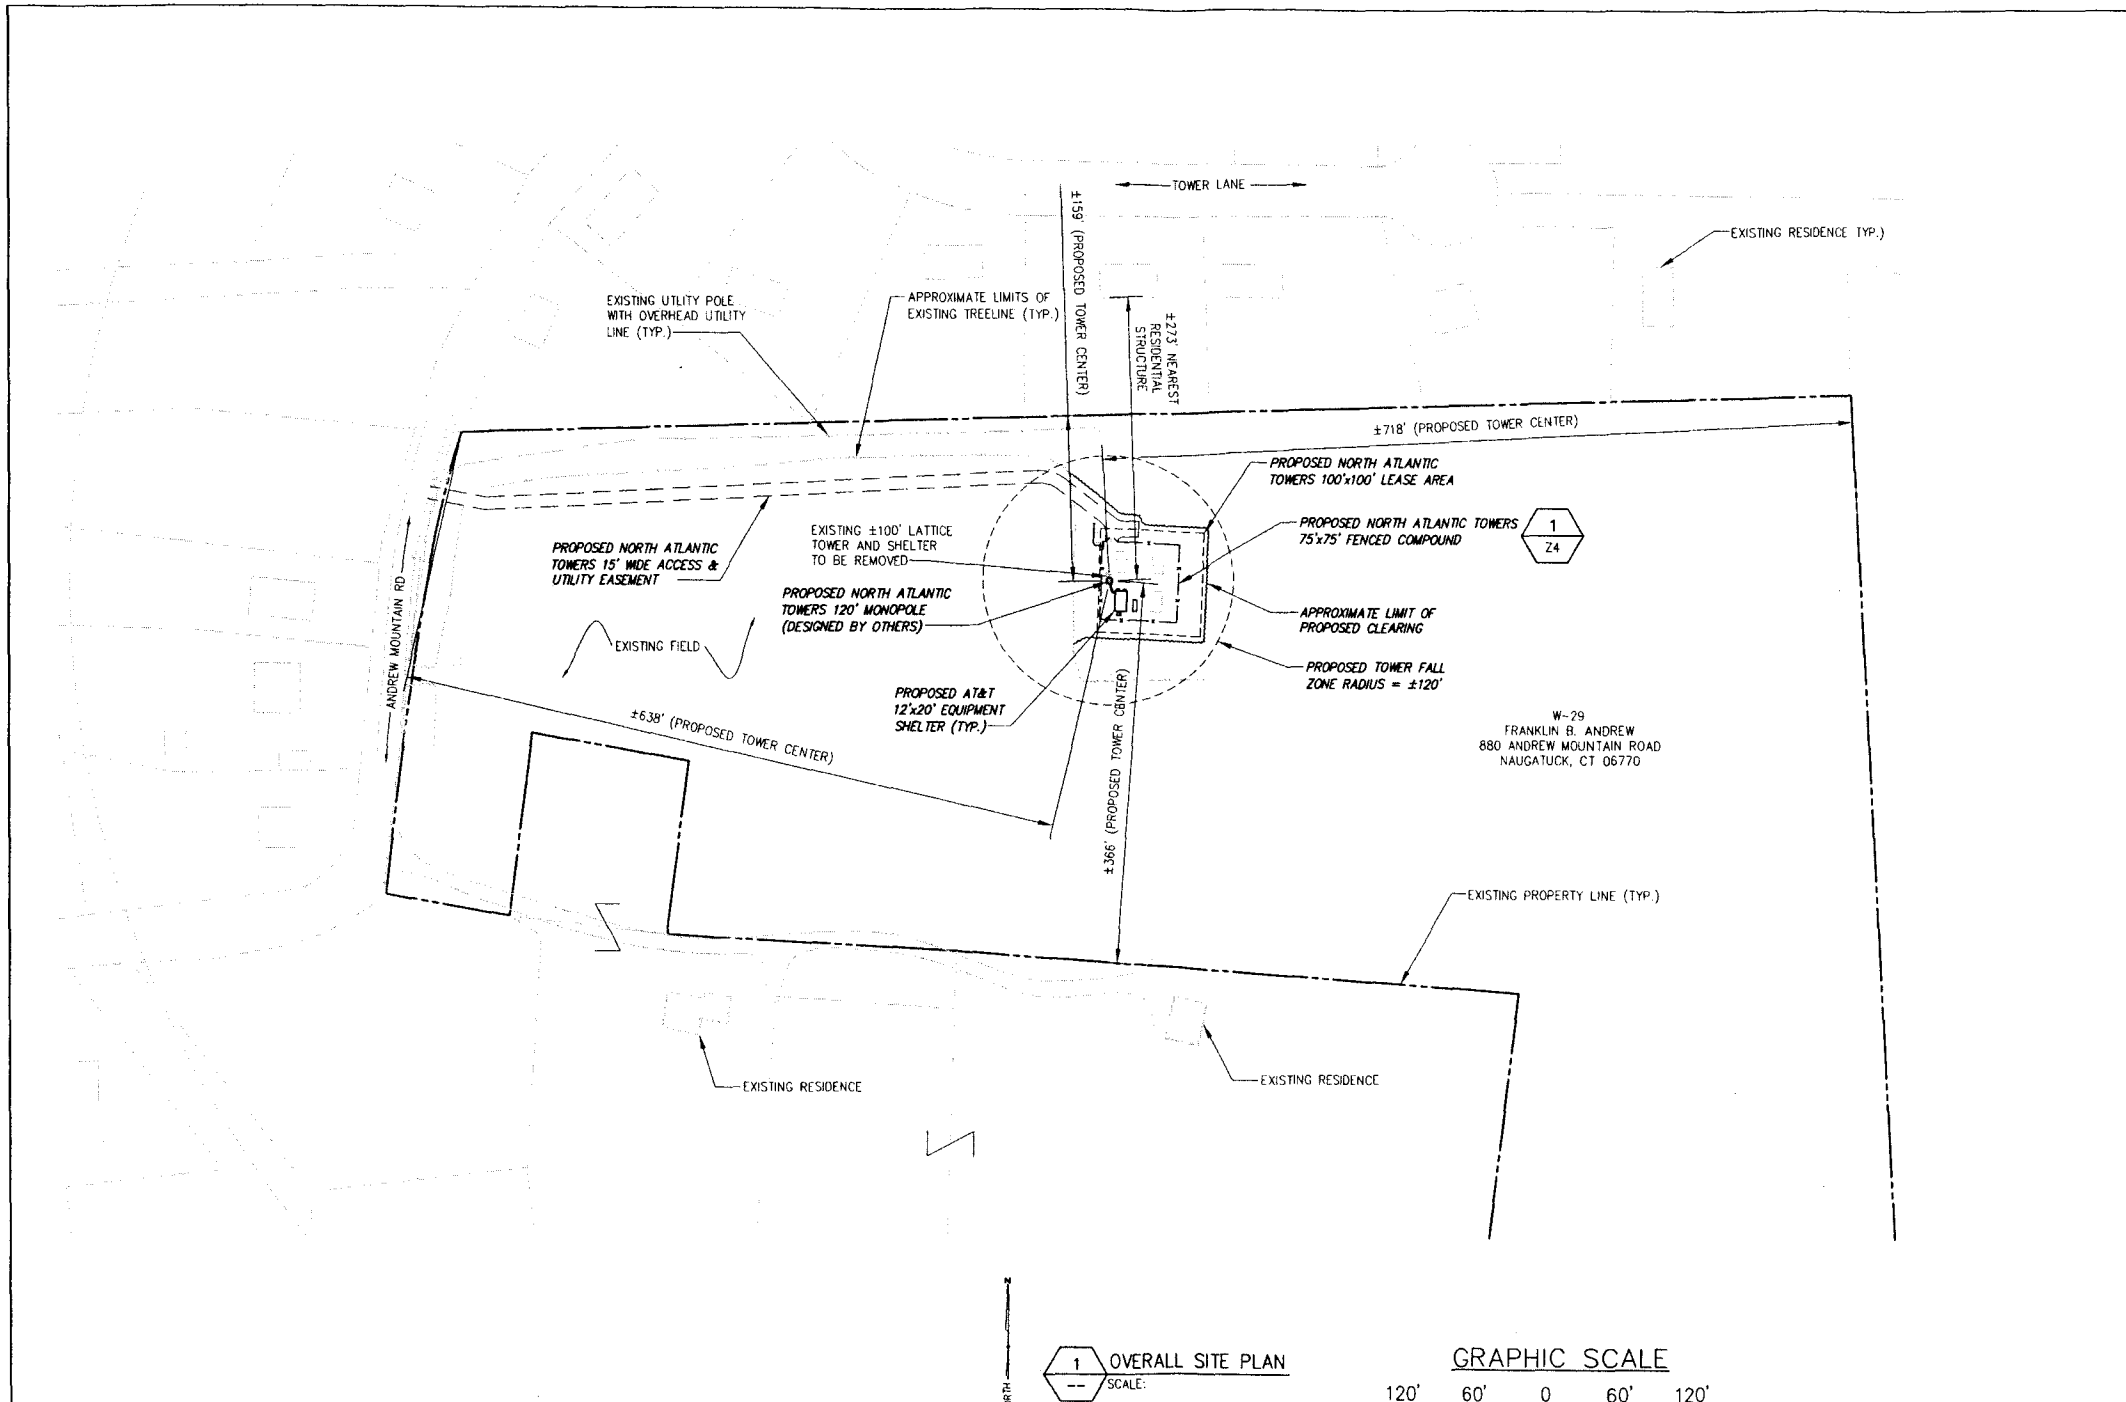 TOWER LANE
±159' (PROPOSED TOWER CENTER)
EXISTING RESIDENCE TYP.)
EXISTING UTLITY POLE
WITH OVERHEAD UTILITY
LINE (TYP.)
APPROXIMATE LIMITS OF
EXISTING TREELINE (TYP.)
±273' NEAREST
RESIDENTIAL
STRUCTURE
±718' (PROPOSED TOWER CENTER)
PROPOSED NORTH ATLANTIC
TOWERS 100'x100' LEASE AREA
PROPOSED NORTH ATLANTIC TOWERS
75'x75' FENCED COMPOUND
1
Z4
EXISTING ±100' LATTICE
TOWER AND SHELTER
TO BE REMOVED
PROPOSED NORTH ATLANTIC
TOWERS 15' WIDE ACCESS &
UTILITY EASEMENT
PROPOSED NORTH ATLANTIC
TOWERS 120' MONOPOLE
(DESIGNED BY OTHERS)
APPROXIMATE LIMIT OF
PROPOSED CLEARING
ANDREW MOUNTAIN RD
EXISTING FIELD
PROPOSED TOWER FALL
ZONE RADIUS = ±120'
PROPOSED AT&T
12'x20' EQUIPMENT
SHELTER (TYP.)
±638' (PROPOSED TOWER CENTER)
±366' (PROPOSED TOWER CENTER)
W-29
FRANKLIN B. ANDREW
880 ANDREW MOUNTAIN ROAD
NAUGATUCK, CT 06770
EXISTING PROPERTY LINE (TYP.)
EXISTING RESIDENCE
EXISTING RESIDENCE
N
1
--
OVERALL SITE PLAN
SCALE:
GRAPHIC SCALE
120' 60' 0 60' 120'